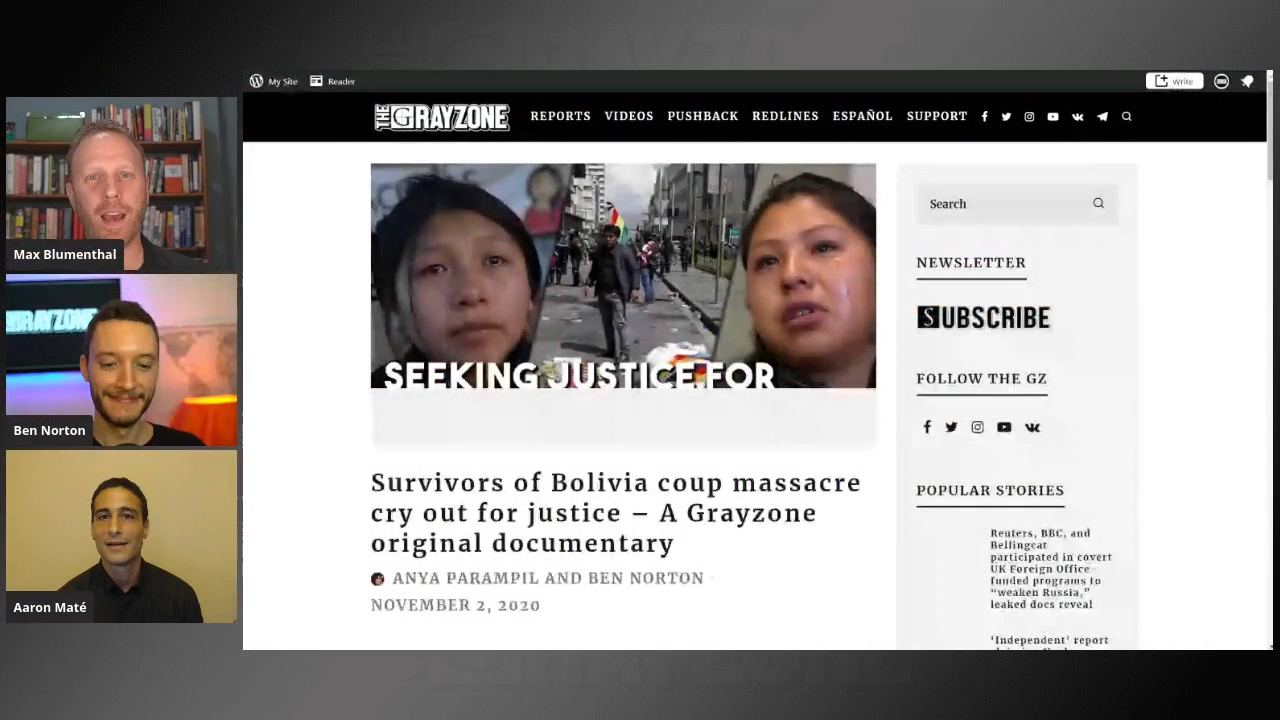 My Site Reader Write
THE GRAYZONE REPORTS VIDEOS PUSHBACK REDLINES ESPAÑOL SUPPORT
Max Blumenthal
GRAYZONE
Ben Norton
Aaron Maté
SEEKING JUSTICE FOR
Survivors of Bolivia coup massacre
cry out for justice – A Grayzone
original documentary
ANYA PARAMPIL AND BEN NORTON ·
NOVEMBER 2, 2020
Search
NEWSLETTER
SUBSCRIBE
FOLLOW THE GZ
POPULAR STORIES
Reuters, BBC, and
Bellingcat
participated in covert
UK Foreign Office-
funded programs to
“weaken Russia,”
leaked docs reveal
‘Independent’ report